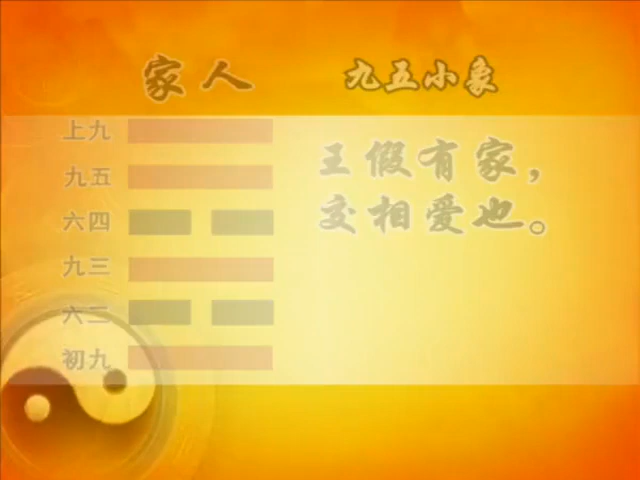 家人 九五小象
上九
九五
六四
九三
六二
初九
王假有家，
交相爱也。